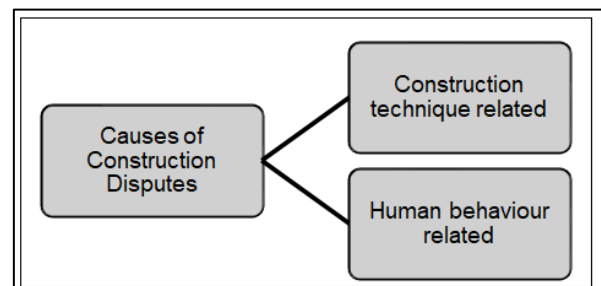 Causes of
Construction
Disputes
Construction
technique related
Human behaviour
related